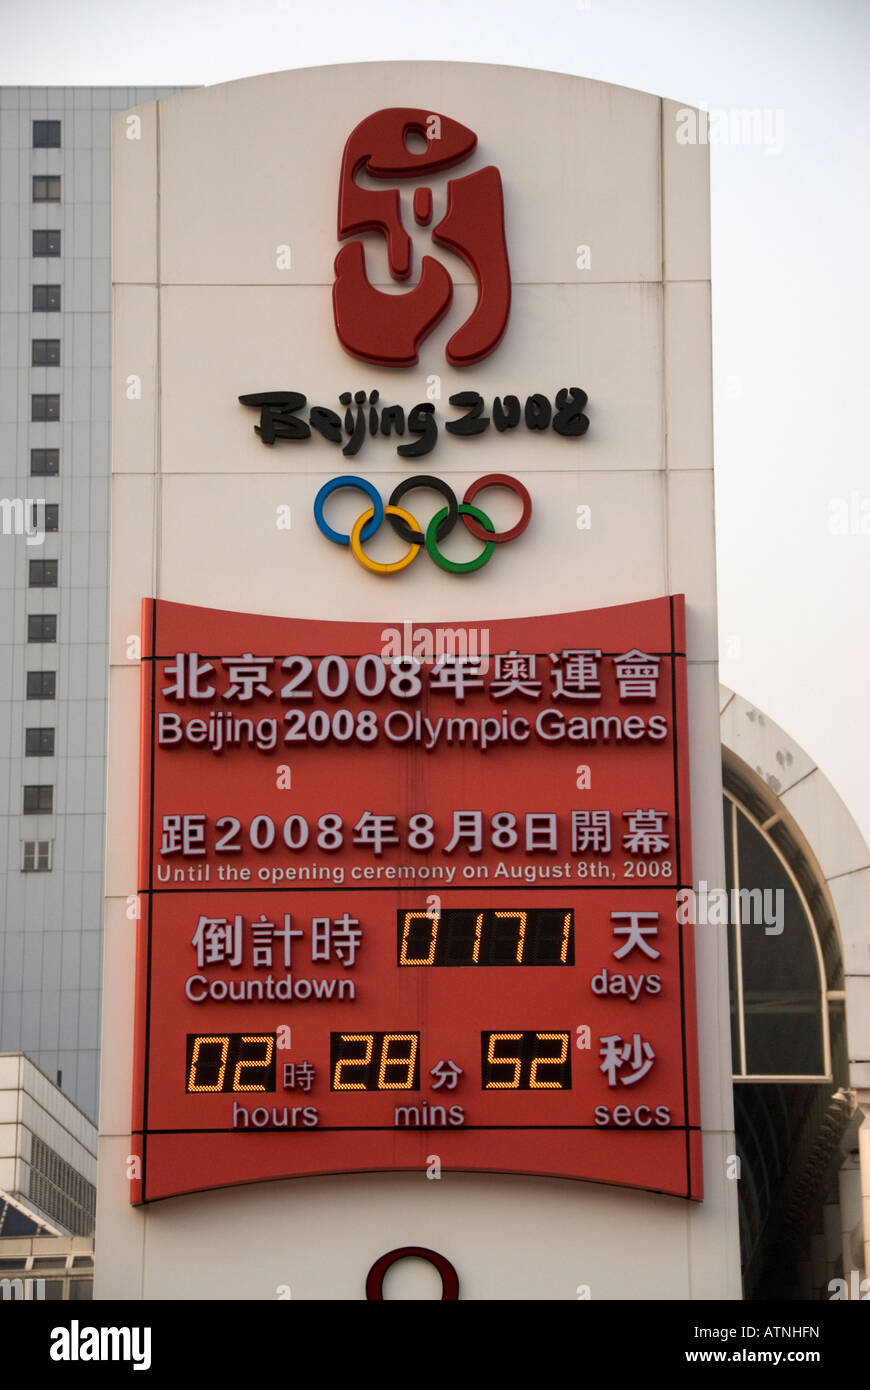 Beijing 2008
北京2008年奧運會
Beijing 2008 Olympic Games
距2008年8月8日開幕
Until the opening ceremony on August 8th, 2008
倒計時 0171 天
Countdown days
02 時 28 分 52 秒
hours mins secs
alamy
alamy
Image ID: ATNHFN
www.alamy.com